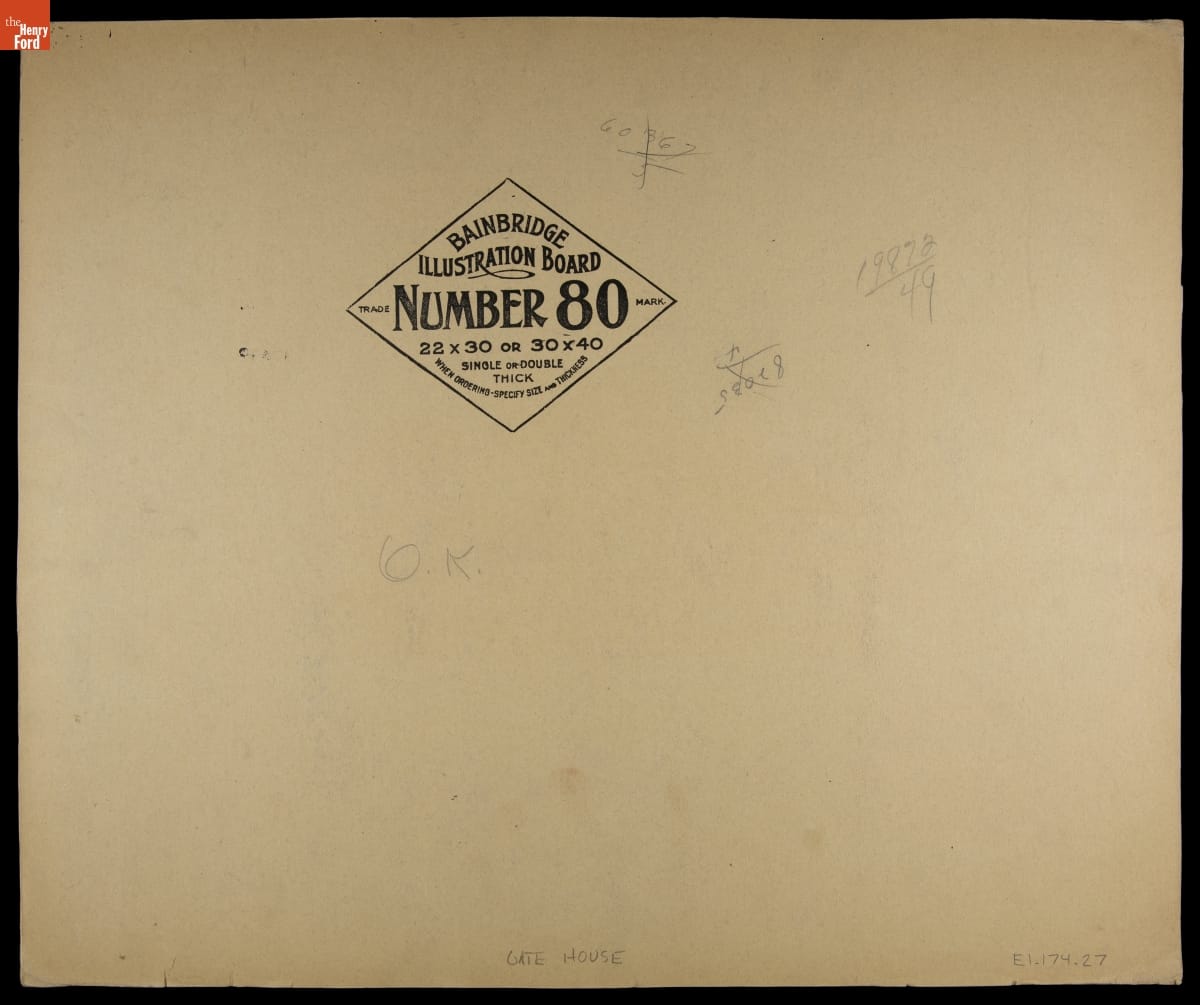 the
Henry
Ford
BAINBRIDGE
ILLUSTRATION BOARD
TRADE NUMBER 80 MARK.
22 x 30 OR 30 x 40
SINGLE OR DOUBLE
THICK
WHEN ORDERING - SPECIFY SIZE AND THICKNESS
19872
49
O.K.
GATE HOUSE
E1.174.27